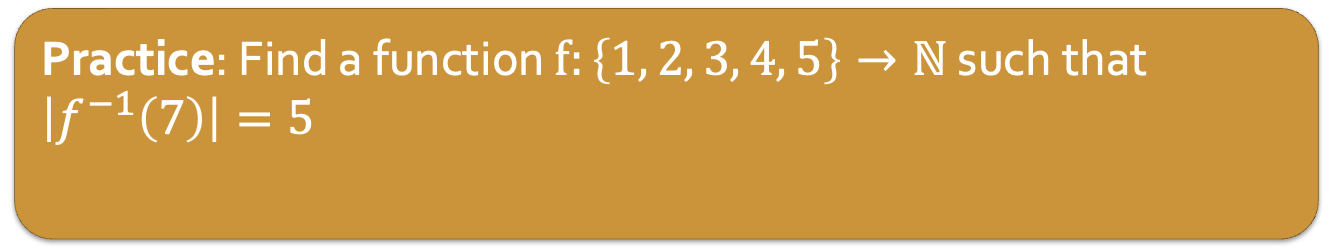 Practice: Find a function f: {1, 2, 3, 4, 5} → ℕ such that
|f⁻¹(7)| = 5